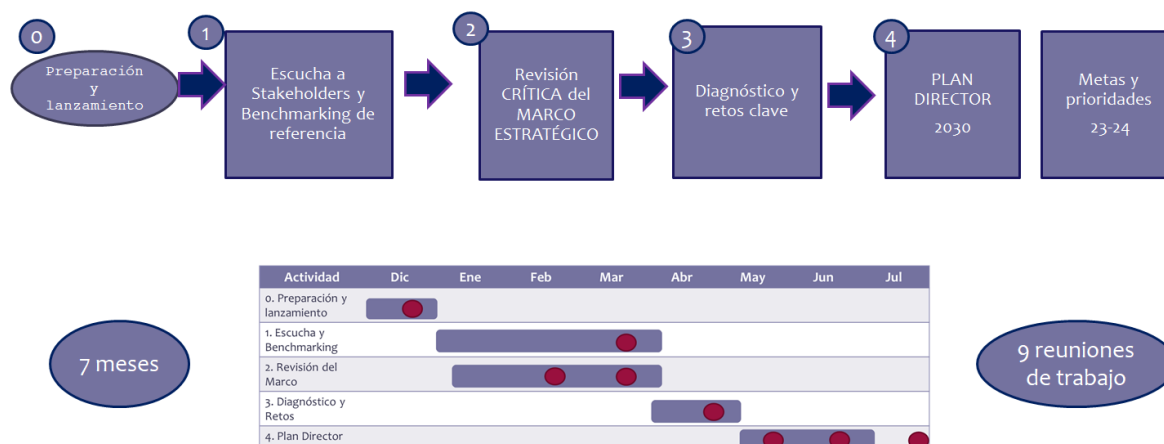 0
Preparación
y
lanzamiento
1
Escucha a
Stakeholders y
Benchmarking de
referencia
2
Revisión
CRÍTICA del
MARCO
ESTRATÉGICO
3
Diagnóstico y
retos clave
4
PLAN
DIRECTOR
2030
Metas y
prioridades
23-24
Actividad Dic Ene Feb Mar Abr May Jun Jul
0. Preparación y
lanzamiento
1. Escucha y
Benchmarking
2. Revisión del
Marco
3. Diagnóstico y
Retos
4. Plan Director
7 meses
9 reuniones
de trabajo